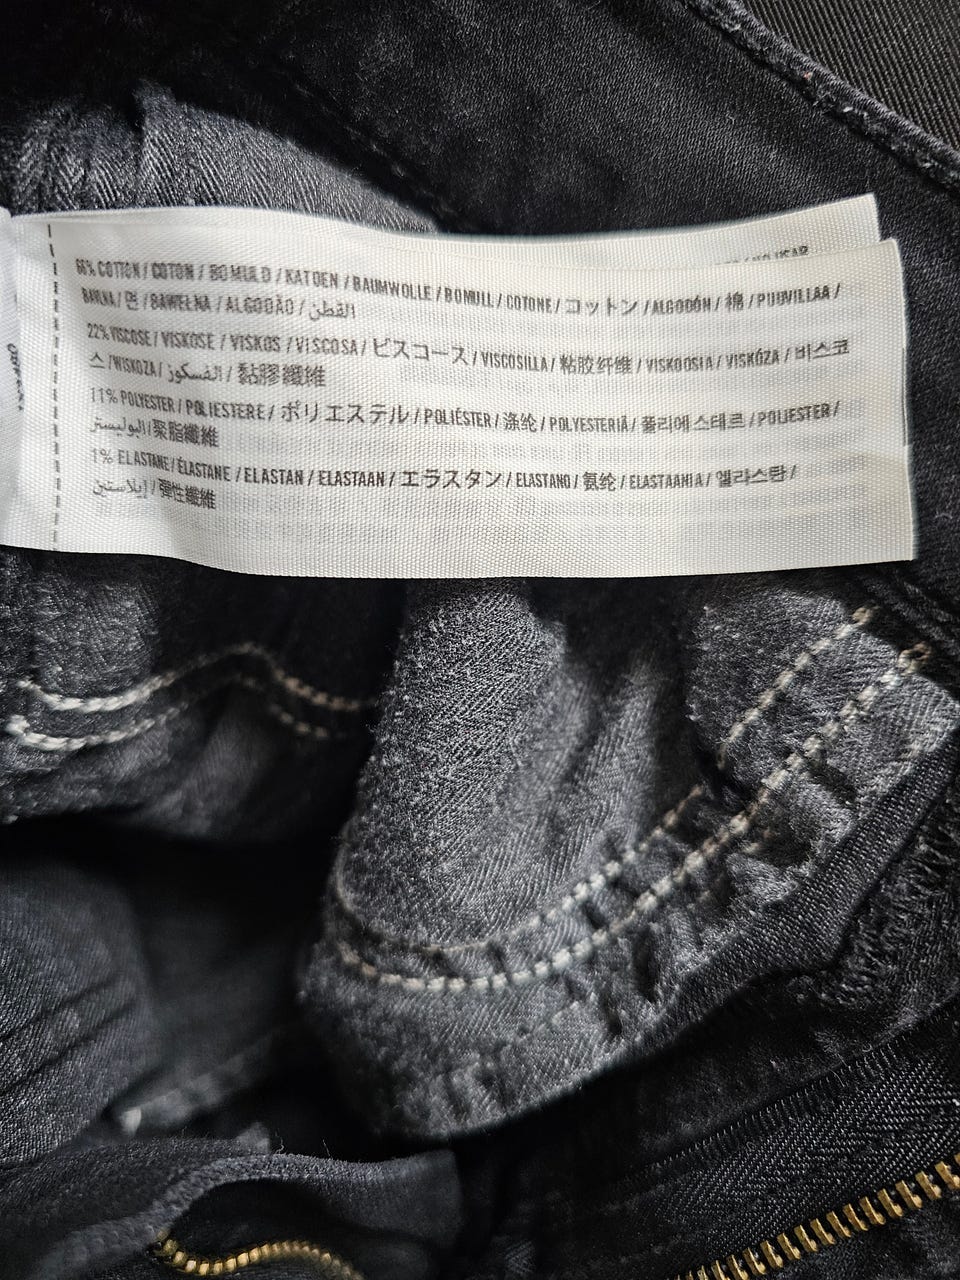 66% COTTON / COTON / BOMULD / KATOEN / BAUMWOLLE / BOMULL / COTONE / コットン / ALGODÓN / 棉 / PUUVILLAA /
BAVLNA / 면 / BAWEŁNA / ALGODÃO / القطن
22% VISCOSE / VISKOSE / VISKOS / VISCOSA / ビスコース / VISCOSILLA / 粘胶纤维 / VISKOOSIA / VISKÓZA / 비스코
스 / WISKOZA / الفسكوز / 黏膠纖維
11% POLYESTER / POLIESTERE / ポリエステル / POLIÉSTER / 涤纶 / POLYESTERIÄ / 폴리에스테르 / POLIESTER /
البوليستر / 聚脂纖維
1% ELASTANE / ÉLASTANE / ELASTAN / ELASTAAN / エラスタン / ELASTANO / 氨纶 / ELASTAANIA / 엘라스탄 /
إيلاستين / 彈性纖維